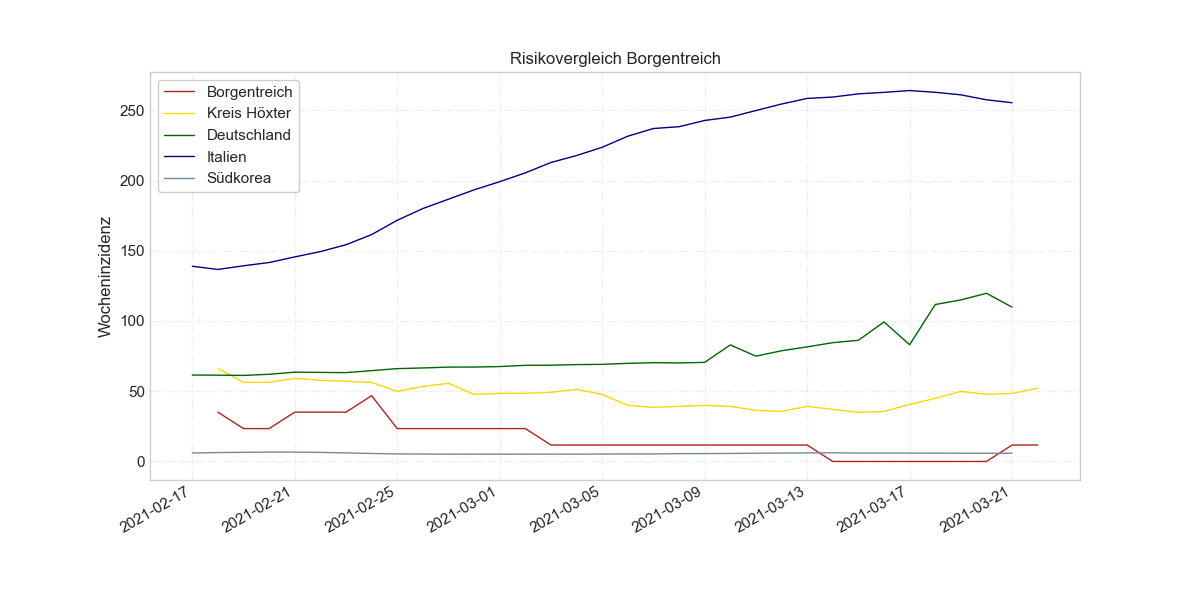 Risikovergleich Borgentreich
Borgentreich
Kreis Höxter
Deutschland
Italien
Südkorea
Wocheninzidenz
250
200
150
100
50
0
2021-02-17
2021-02-21
2021-02-25
2021-03-01
2021-03-05
2021-03-09
2021-03-13
2021-03-17
2021-03-21